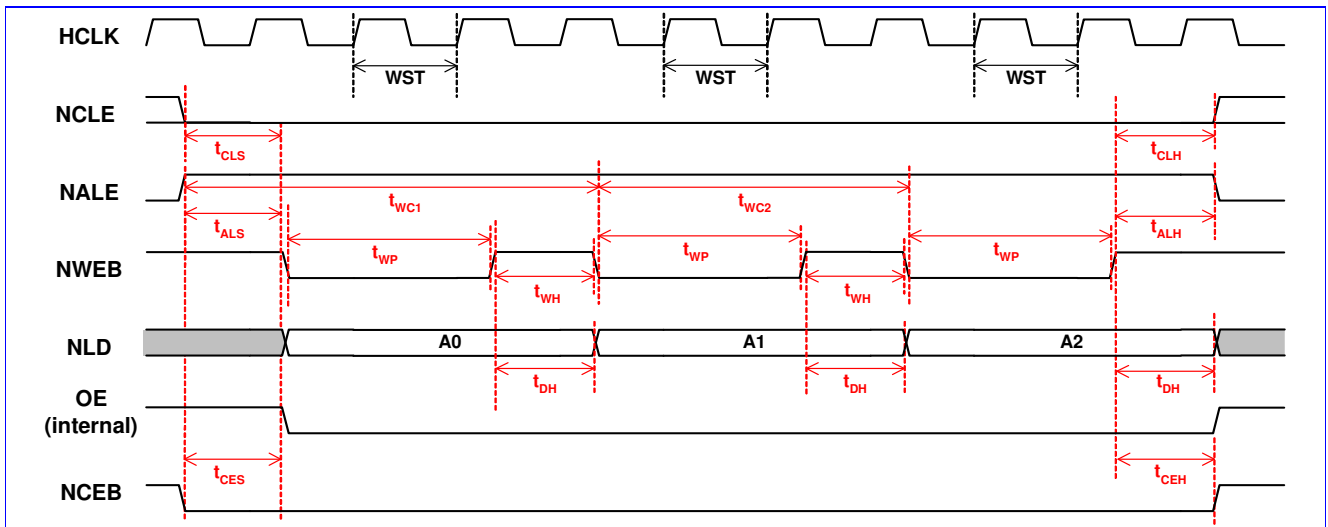 HCLK
WST WST WST
NCLE
tCLS tCLH
NALE
tWC1 tWC2
tALS tALH
NWEB
tWP tWP tWP
tWH tWH
NLD
A0 A1 A2
tDH tDH tDH
OE
(internal)
tCES tCEH
NCEB